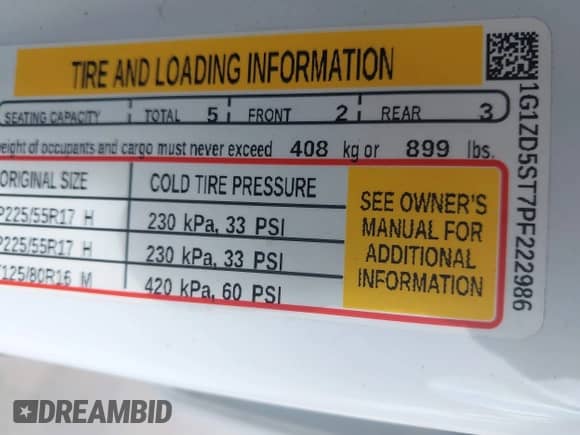 TIRE AND LOADING INFORMATION
SEATING CAPACITY TOTAL 5 FRONT 2 REAR 3
eight of occupants and cargo must never exceed 408 kg or 899 lbs.
ORIGINAL SIZE COLD TIRE PRESSURE
P225/55R17 H 230 kPa, 33 PSI
P225/55R17 H 230 kPa, 33 PSI
T125/80R16 M 420 kPa, 60 PSI
SEE OWNER'S
MANUAL FOR
ADDITIONAL
INFORMATION
1G1ZD5ST7PF222986
DREAMBID